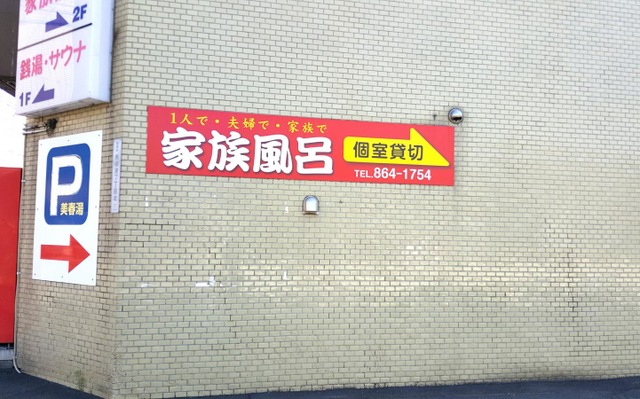 家族
2F
銭湯・サウナ
1F
P
美春湯
1人で・夫婦で・家族で
家族風呂
個室貸切
TEL.864-1754